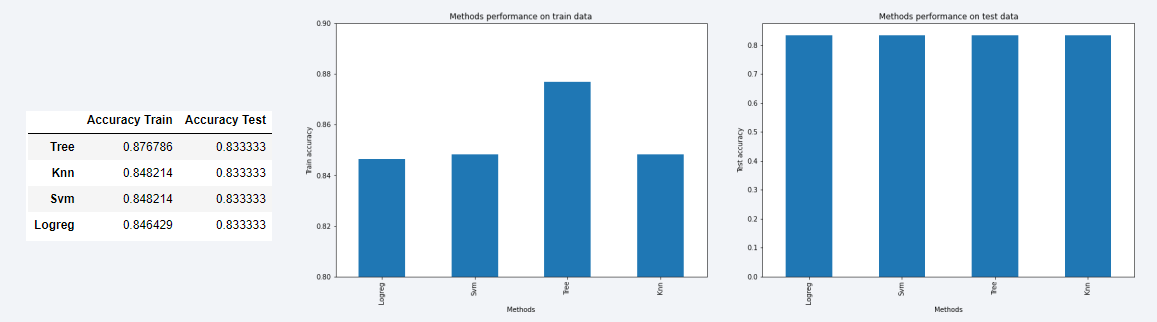 Accuracy Train Accuracy Test
Tree 0.876786 0.833333
Knn 0.848214 0.833333
Svm 0.848214 0.833333
Logreg 0.846429 0.833333
Methods performance on train data
Train accuracy
0.90
0.88
0.86
0.84
0.82
0.80
Logreg Svm Tree Knn
Methods
Methods performance on test data
Test accuracy
0.8
0.7
0.6
0.5
0.4
0.3
0.2
0.1
0.0
Logreg Svm Tree Knn
Methods